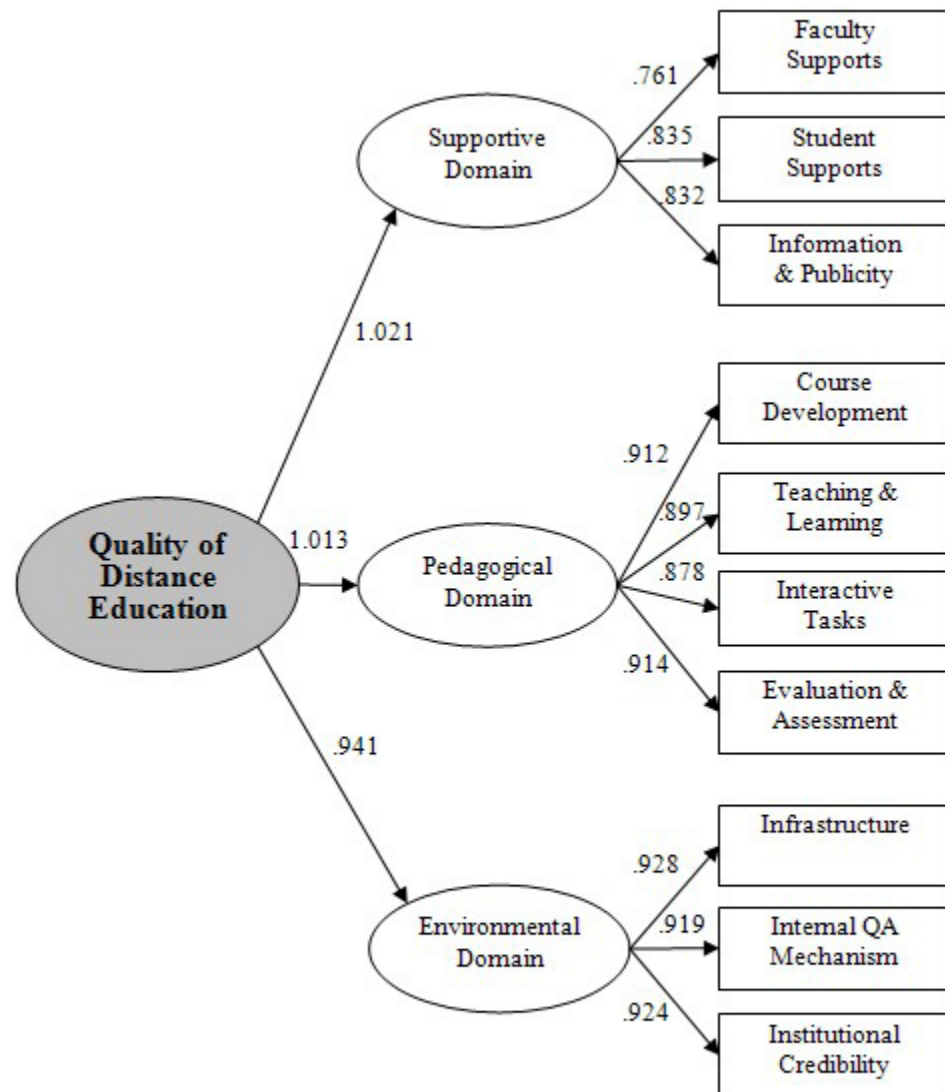 Faculty
Supports
.761
Supportive
Domain
.835
Student
Supports
.832
Information
& Publicity
1.021
Course
Development
.912
Quality of
Distance
Education
1.013
Pedagogical
Domain
.897
Teaching &
Learning
.878
Interactive
Tasks
.914
Evaluation &
Assessment
.941
Infrastructure
.928
Environmental
Domain
.919
Internal QA
Mechanism
.924
Institutional
Credibility